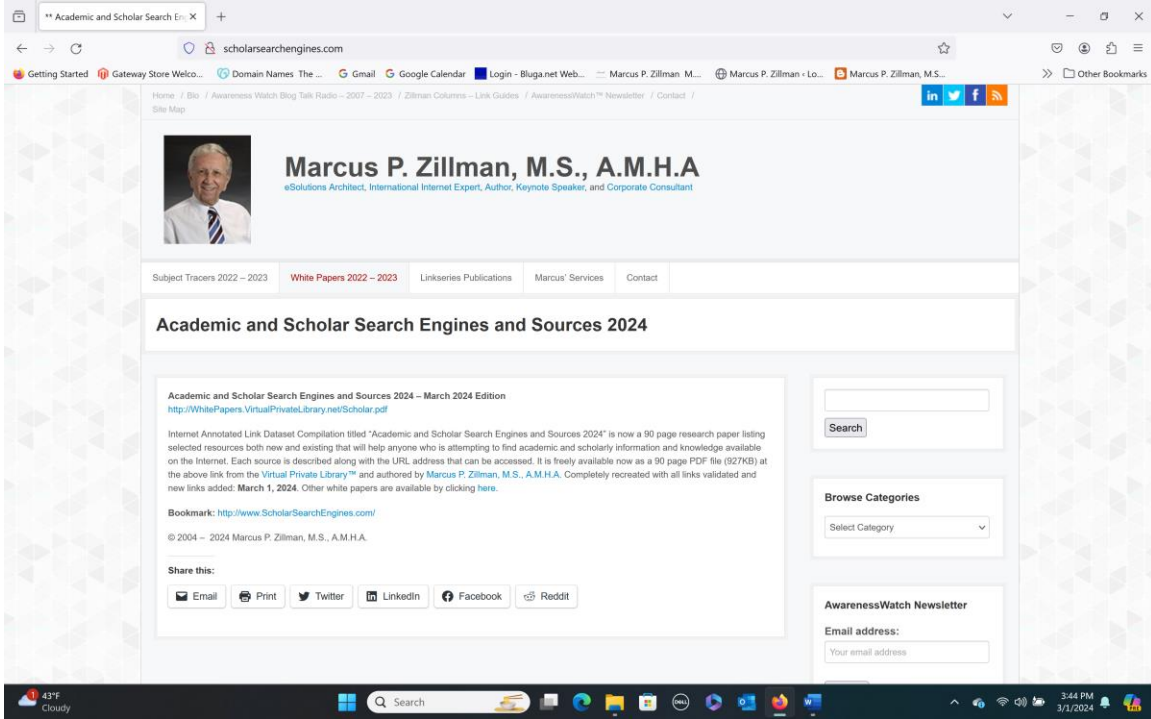 ** Academic and Scholar Search En
scholarsearchengines.com
Getting Started Gateway Store Welco... Domain Names The ... Gmail Google Calendar Login - Bluga.net Web... Marcus P. Zillman M.... Marcus P. Zillman « Lo... Marcus P. Zillman, M.S... Other Bookmarks
Home / Bio / Awareness Watch Blog Talk Radio – 2007 – 2023 / Zillman Columns – Link Guides / AwarenessWatch™ Newsletter / Contact /
Site Map
Marcus P. Zillman, M.S., A.M.H.A
eSolutions Architect, International Internet Expert, Author, Keynote Speaker, and Corporate Consultant
Subject Tracers 2022 – 2023 White Papers 2022 – 2023 Linkseries Publications Marcus' Services Contact
Academic and Scholar Search Engines and Sources 2024
Academic and Scholar Search Engines and Sources 2024 – March 2024 Edition
http://WhitePapers.VirtualPrivateLibrary.net/Scholar.pdf
Internet Annotated Link Dataset Compilation titled “Academic and Scholar Search Engines and Sources 2024” is now a 90 page research paper listing
selected resources both new and existing that will help anyone who is attempting to find academic and scholarly information and knowledge available
on the Internet. Each source is described along with the URL address that can be accessed. It is freely available now as a 90 page PDF file (927KB) at
the above link from the Virtual Private Library™ and authored by Marcus P. Zillman, M.S., A.M.H.A. Completely recreated with all links validated and
new links added: March 1, 2024. Other white papers are available by clicking here.
Bookmark: http://www.ScholarSearchEngines.com/
© 2004 – 2024 Marcus P. Zillman, M.S., A.M.H.A.
Share this:
Email Print Twitter LinkedIn Facebook Reddit
Search
Browse Categories
Select Category
AwarenessWatch Newsletter
Email address:
Your email address
1
43°F
Cloudy
Search
DELL
3:44 PM
3/1/2024